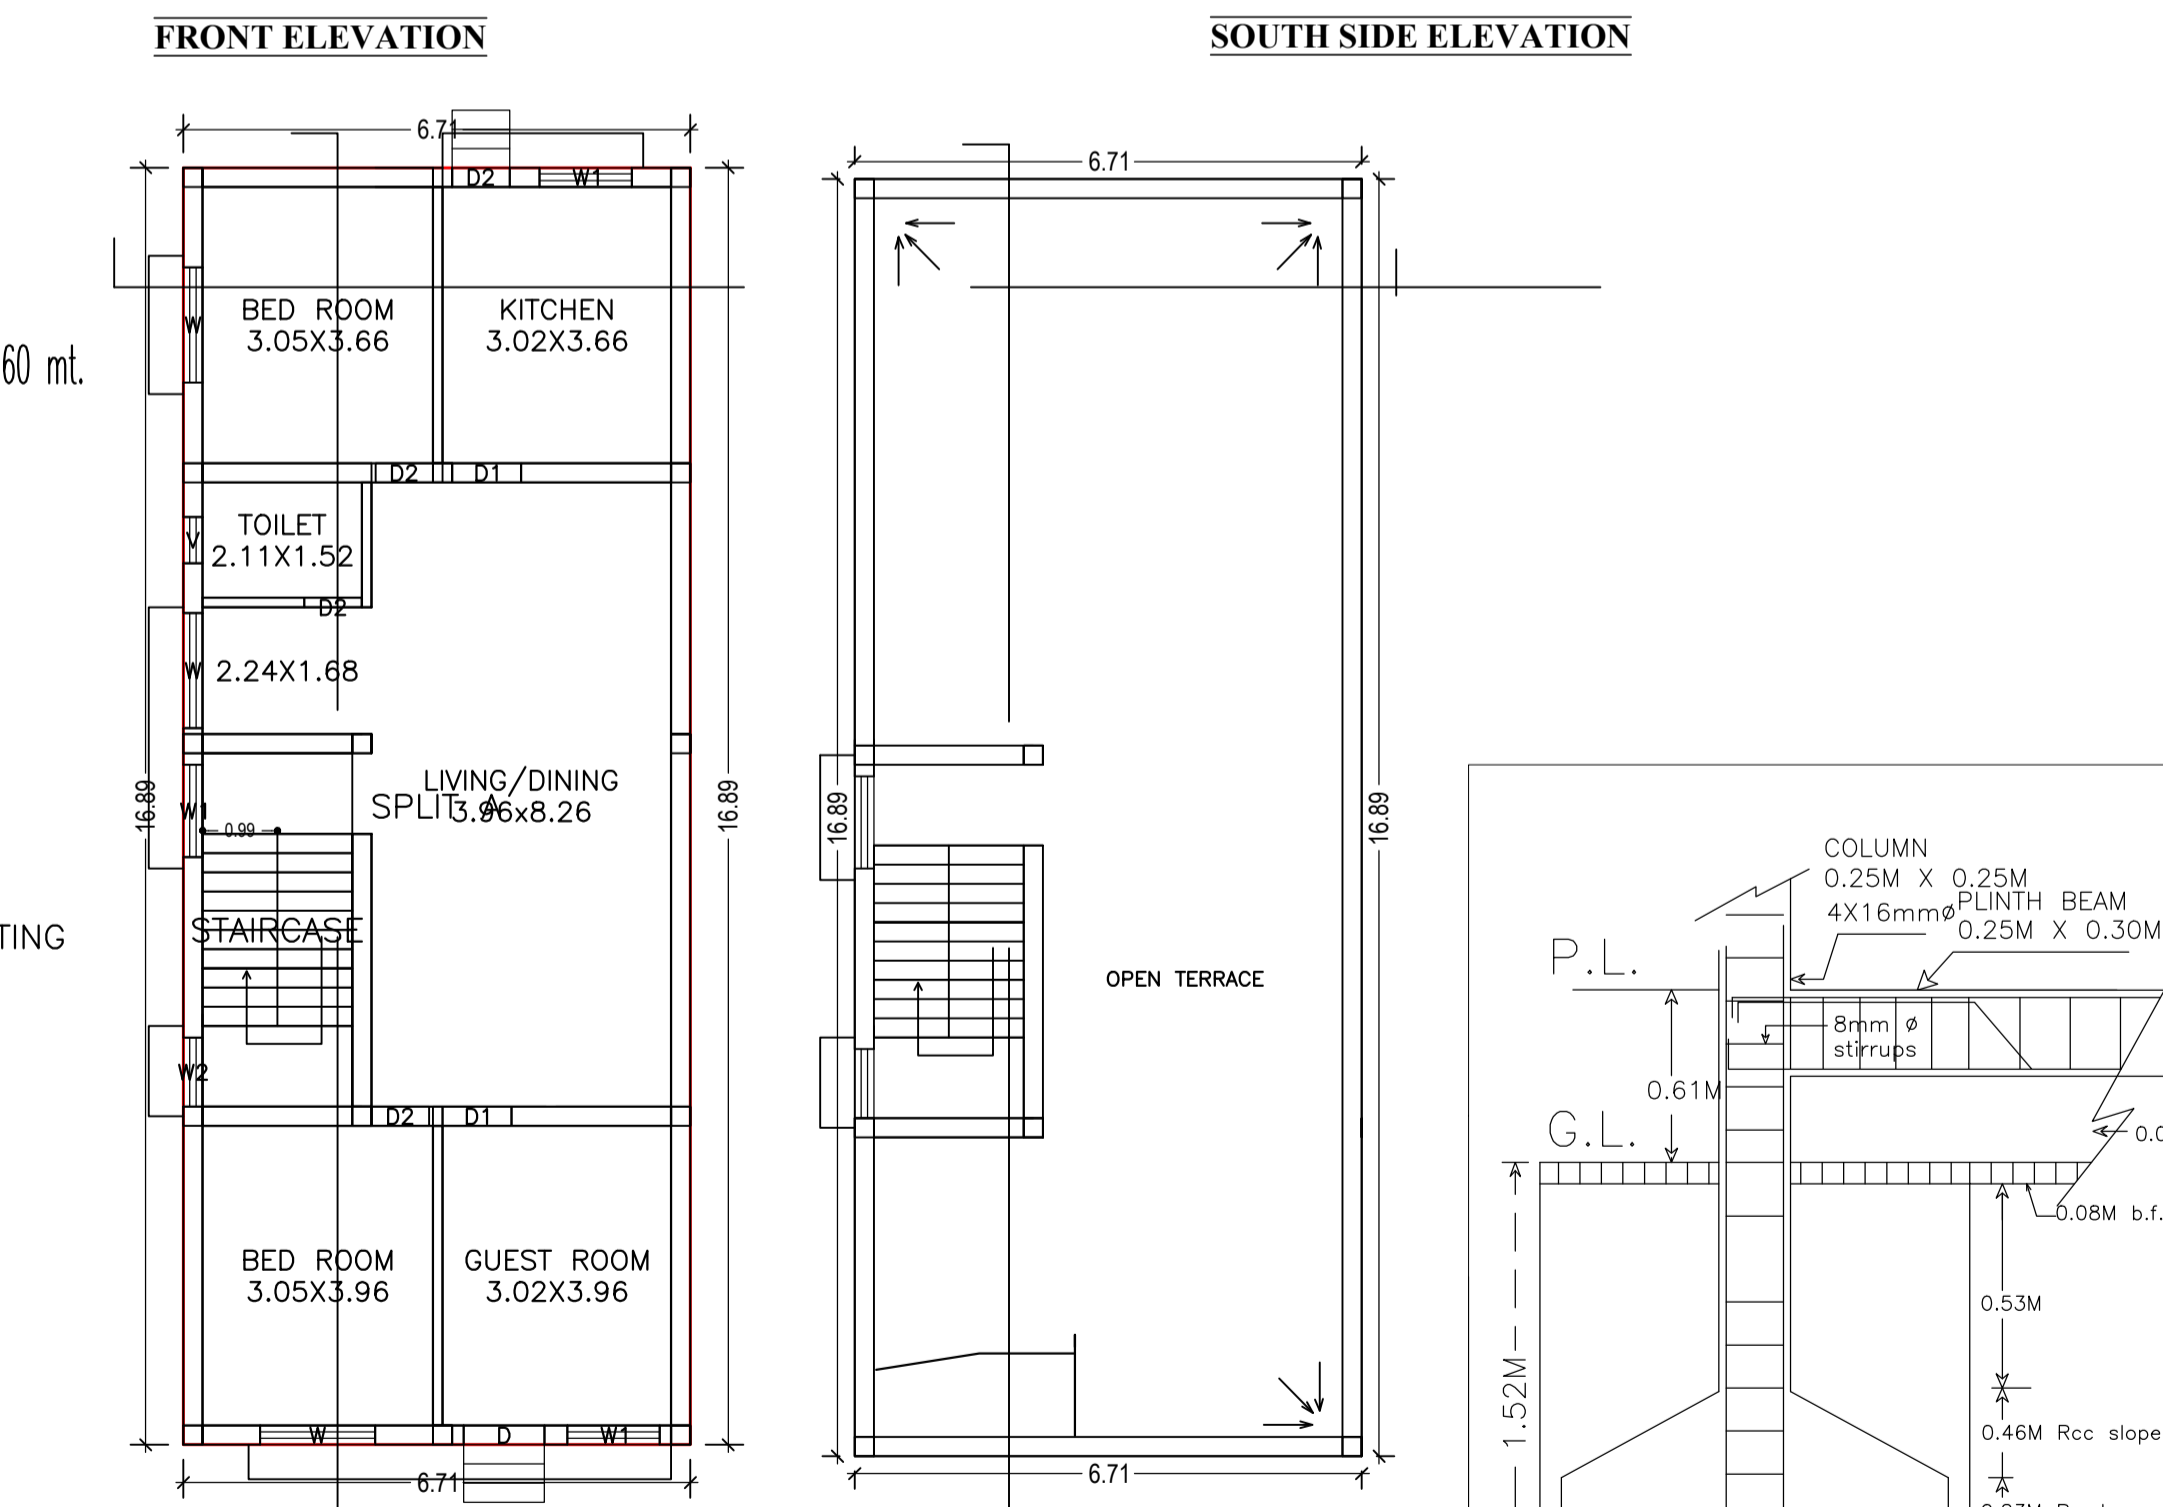 FRONT ELEVATION
SOUTH SIDE ELEVATION
6.71
D2
W1
W
BED ROOM
3.05X3.66
KITCHEN
3.02X3.66
60 mt.
D2
D1
TOILET
2.11X1.52
V
D2
W
2.24X1.68
LIVING/DINING
3.96x8.26
SPLIT A
16.89
16.89
W1
0.99
STAIRCASE
TING
W2
D2
D1
BED ROOM
3.05X3.96
GUEST ROOM
3.02X3.96
W
D
W1
6.71
6.71
16.89
16.89
OPEN TERRACE
6.71
COLUMN
0.25M X 0.25M
4X16mmø
PLINTH BEAM
0.25M X 0.30M
P.L.
8mm ø
stirrups
0.61M
G.L.
0.08M b.f.
0.53M
1.52M
0.46M Rcc slope